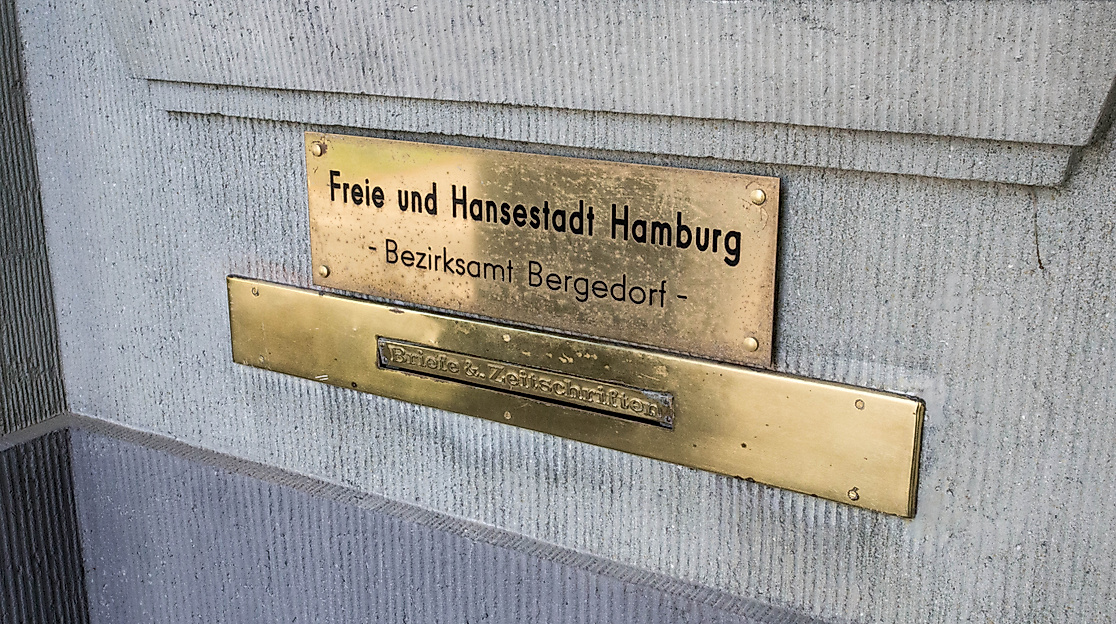 Freie und Hansestadt Hamburg
- Bezirksamt Bergedorf -
Briefe & Zeitschriften